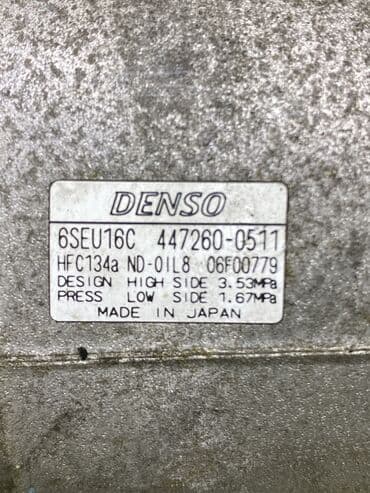 DENSO
6SEU16C 447260-0511
HFC134a ND-OIL8 06F00779
DESIGN HIGH SIDE 3.53MPa
PRESS LOW SIDE 1.67MPa
MADE IN JAPAN